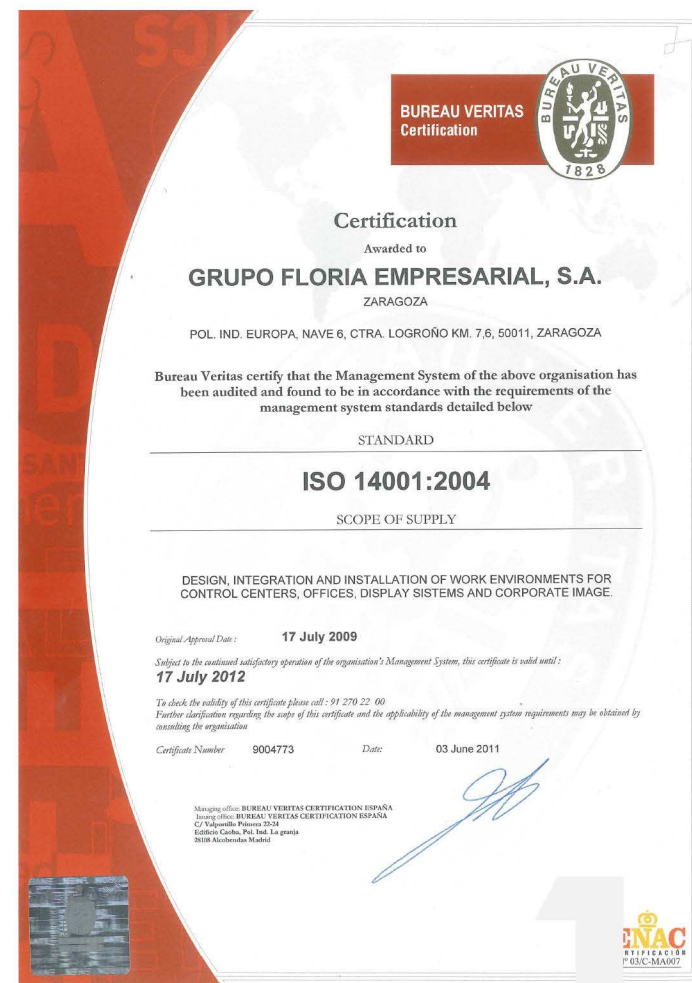 BUREAU VERITAS
Certification
BUREAU VERITAS
1828
Certification
Awarded to
GRUPO FLORIA EMPRESARIAL, S.A.
ZARAGOZA
POL. IND. EUROPA, NAVE 6, CTRA. LOGROÑO KM. 7,6, 50011, ZARAGOZA
Bureau Veritas certify that the Management System of the above organisation has
been audited and found to be in accordance with the requirements of the
management system standards detailed below
STANDARD
ISO 14001:2004
SCOPE OF SUPPLY
DESIGN, INTEGRATION AND INSTALLATION OF WORK ENVIRONMENTS FOR
CONTROL CENTERS, OFFICES, DISPLAY SISTEMS AND CORPORATE IMAGE.
Original Approval Date : 17 July 2009
Subject to the continued satisfactory operation of the organisation's Management System, this certificate is valid until :
17 July 2012
To check the validity of this certificate please call : 91 270 22 00
Further clarification regarding the scope of this certificate and the applicability of the management system requirements may be obtained by
consulting the organisation
Certificate Number 9004773 Date: 03 June 2011
Managing office: BUREAU VERITAS CERTIFICATION ESPAÑA
Issuing office: BUREAU VERITAS CERTIFICATION ESPAÑA
C/ Valportillo Primera 22-24
Edificio Caoba, Pol. Ind. La granja
28108 Alcobendas Madrid
1
ENAC
RTIFICACIÓN
Nº 03/C-MA007